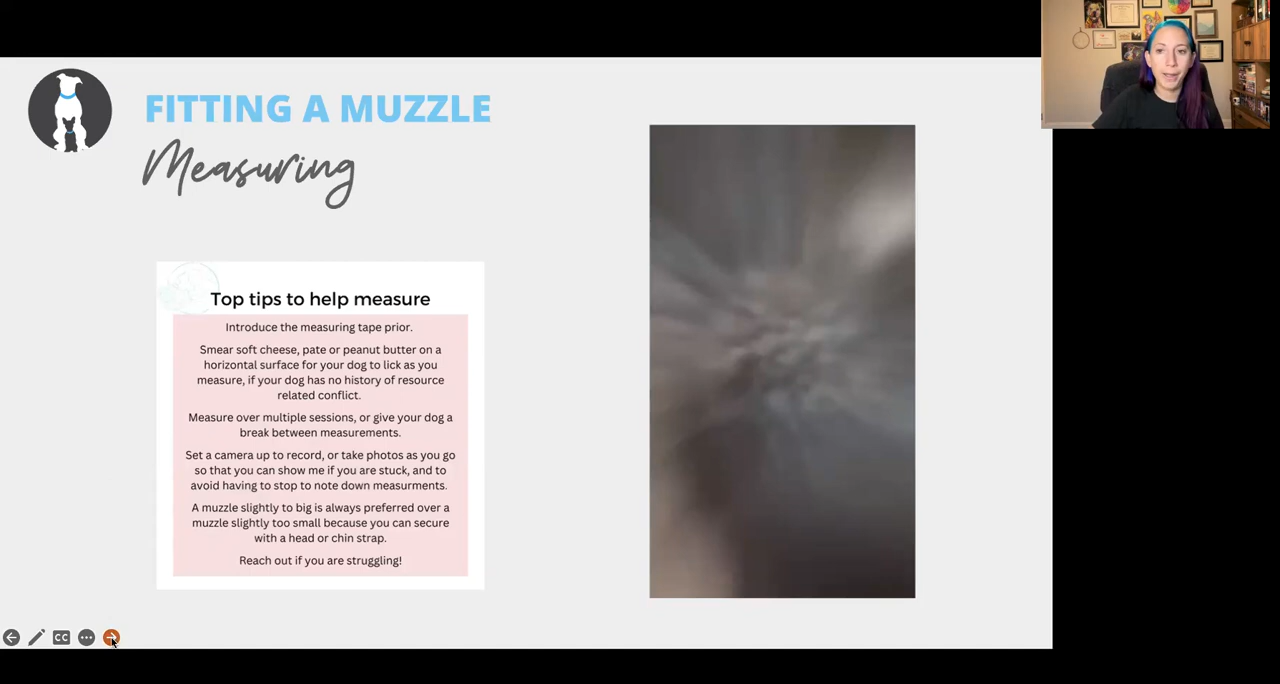 FITTING A MUZZLE
Measuring
Top tips to help measure
Introduce the measuring tape prior.
Smear soft cheese, pate or peanut butter on a
horizontal surface for your dog to lick as you
measure, if your dog has no history of resource
related conflict.
Measure over multiple sessions, or give your dog a
break between measurements.
Set a camera up to record, or take photos as you go
so that you can show me if you are stuck, and to
avoid having to stop to note down measurments.
A muzzle slightly to big is always preferred over a
muzzle slightly too small because you can secure
with a head or chin strap.
Reach out if you are struggling!
CC